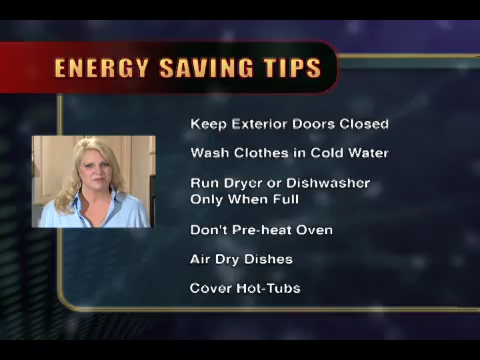 ENERGY SAVING TIPS
Keep Exterior Doors Closed
Wash Clothes in Cold Water
Run Dryer or Dishwasher
Only When Full
Don't Pre-heat Oven
Air Dry Dishes
Cover Hot-Tubs